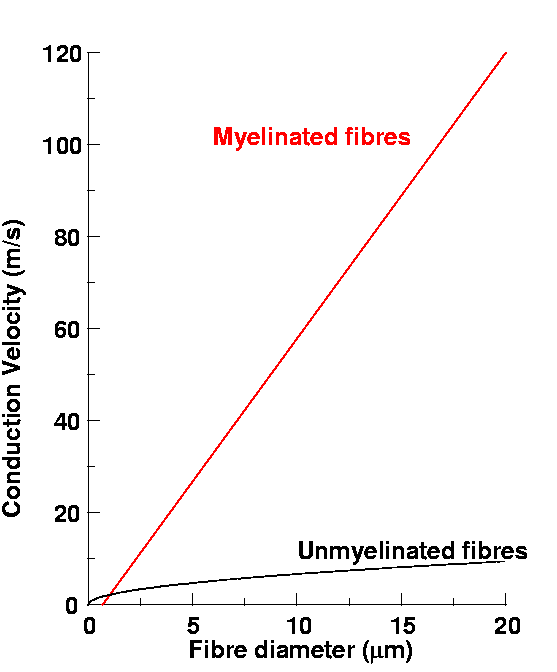 120
Myelinated fibres
100
80
60
40
20
0
Conduction Velocity (m/s)
Unmyelinated fibres
0 5 10 15 20
Fibre diameter (μm)